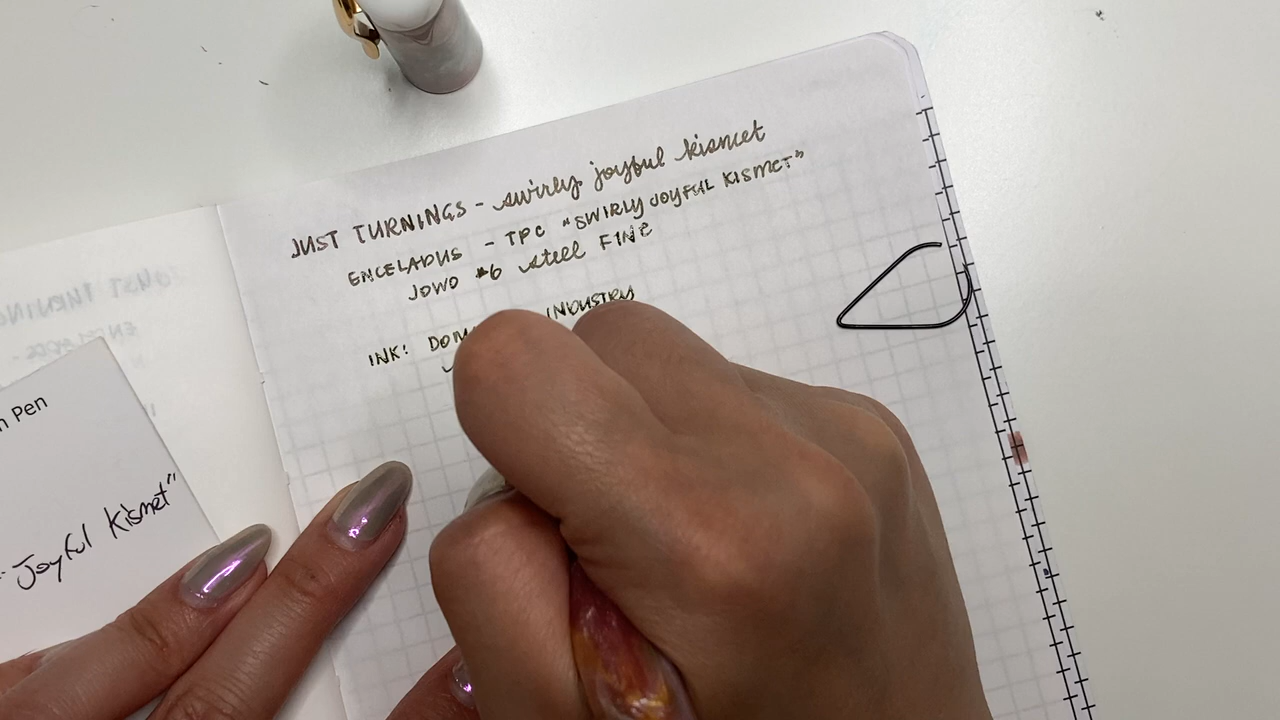 JUST TURNINGS - swirly joyful kismet
ENCELADUS - TPC "SWIRLY JOYFUL KISMET"
JOWO #6 steel FINE
INK: INDUSTRY
Pen
Joyful Kismet"